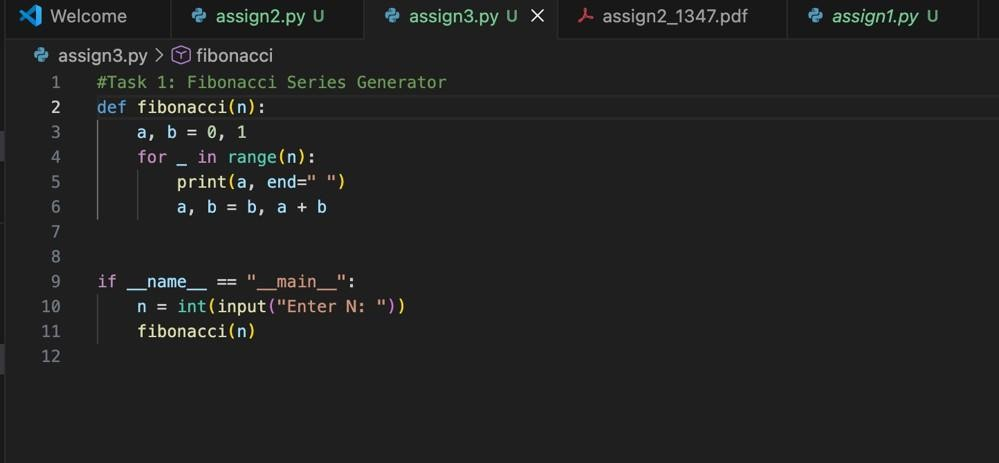 Welcome assign2.py U assign3.py U assign2_1347.pdf assign1.py U
assign3.py > fibonacci
1 #Task 1: Fibonacci Series Generator
2 def fibonacci(n):
3     a, b = 0, 1
4     for _ in range(n):
5         print(a, end=" ")
6         a, b = b, a + b
7
8
9 if __name__ == "__main__":
10     n = int(input("Enter N: "))
11     fibonacci(n)
12